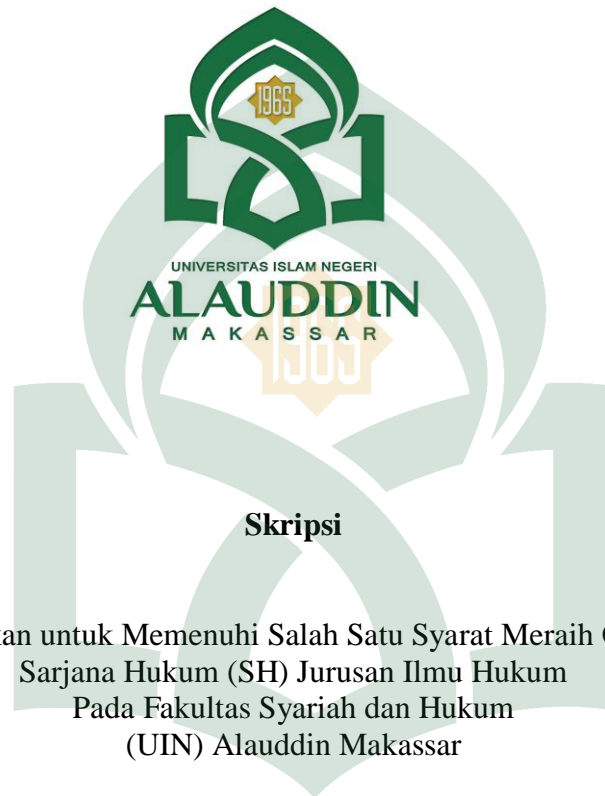 1965
UNIVERSITAS ISLAM NEGERI
ALAUDDIN
MAKASSAR
1965
Skripsi
untuk Memenuhi Salah Satu Syarat Meraih
Sarjana Hukum (SH) Jurusan Ilmu Hukum
Pada Fakultas Syariah dan Hukum
(UIN) Alauddin Makassar